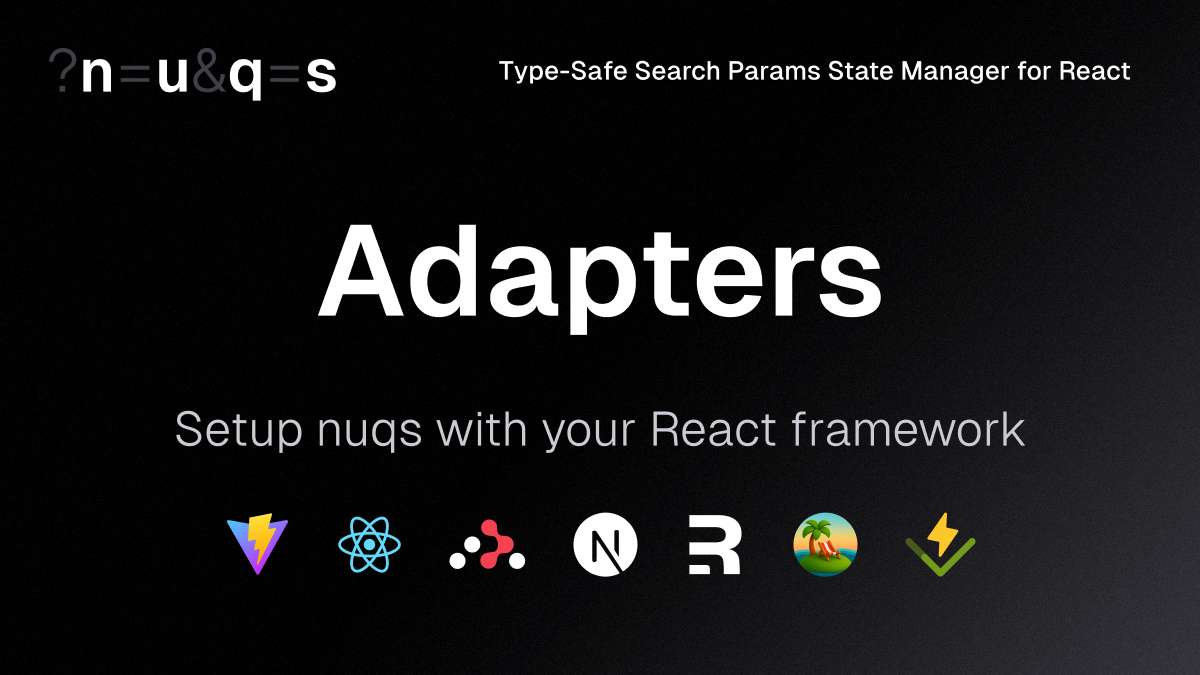 ?n=u&q=s
Type-Safe Search Params State Manager for React
Adapters
Setup nuqs with your React framework